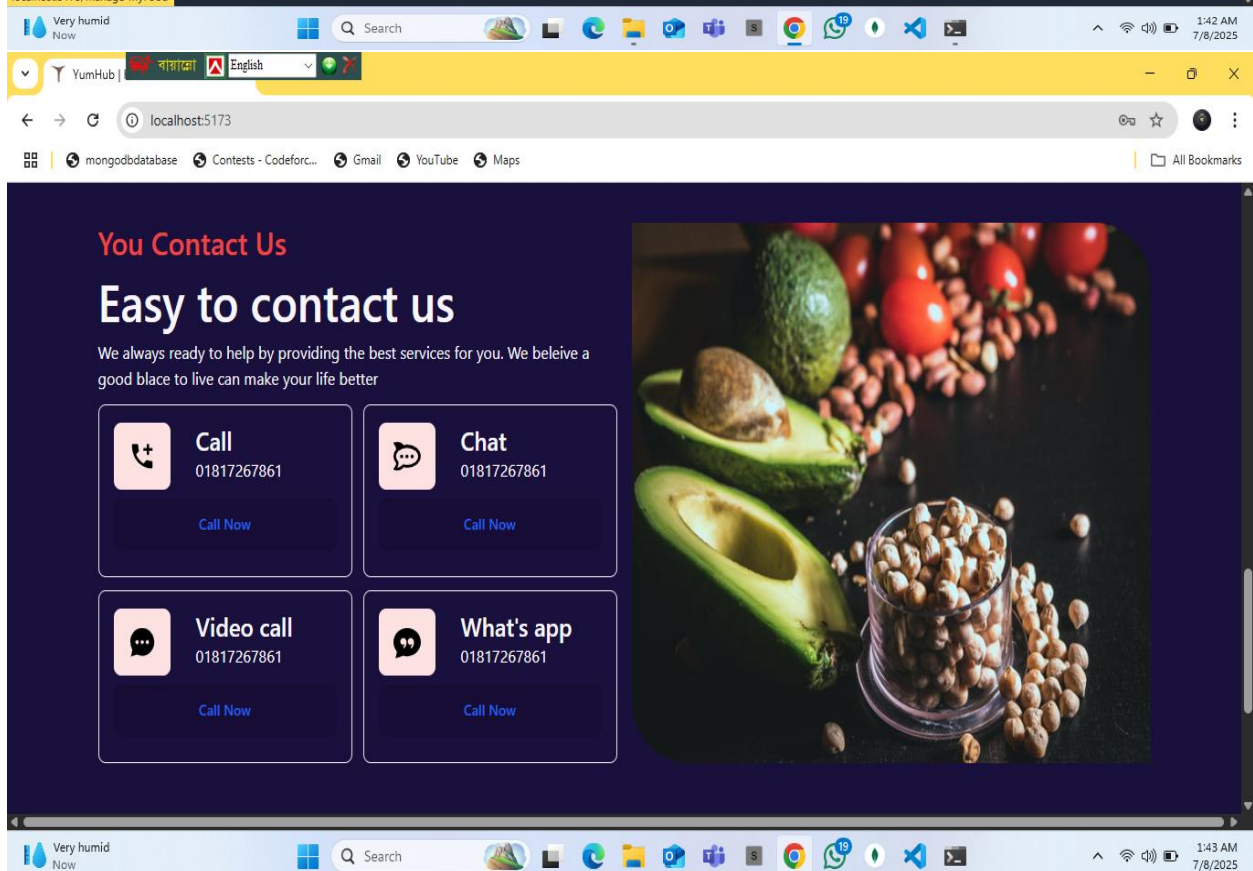 Very humid
Now
Search
19
1:42 AM
7/8/2025
YumHub |
বায়ান্নো
English
localhost:5173
mongodbdatabase
Contests - Codeforc...
Gmail
YouTube
Maps
All Bookmarks
You Contact Us
Easy to contact us
We always ready to help by providing the best services for you. We beleive a
good blace to live can make your life better
Call
01817267861
Call Now
Chat
01817267861
Call Now
Video call
01817267861
Call Now
What's app
01817267861
Call Now
Very humid
Now
Search
19
1:43 AM
7/8/2025